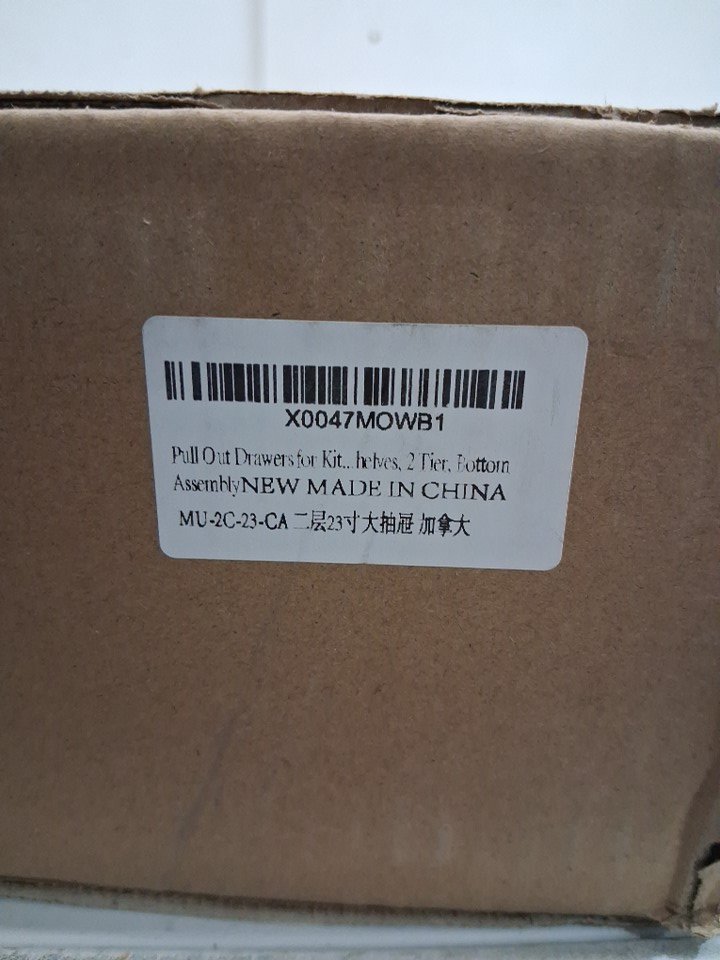 X0047MOWB1
Pull Out Drawers for Kit... helves, 2 Tier, Bottom
AssemblyNEW MADE IN CHINA
MU-2C-23-CA 二层23寸大抽屉 加拿大